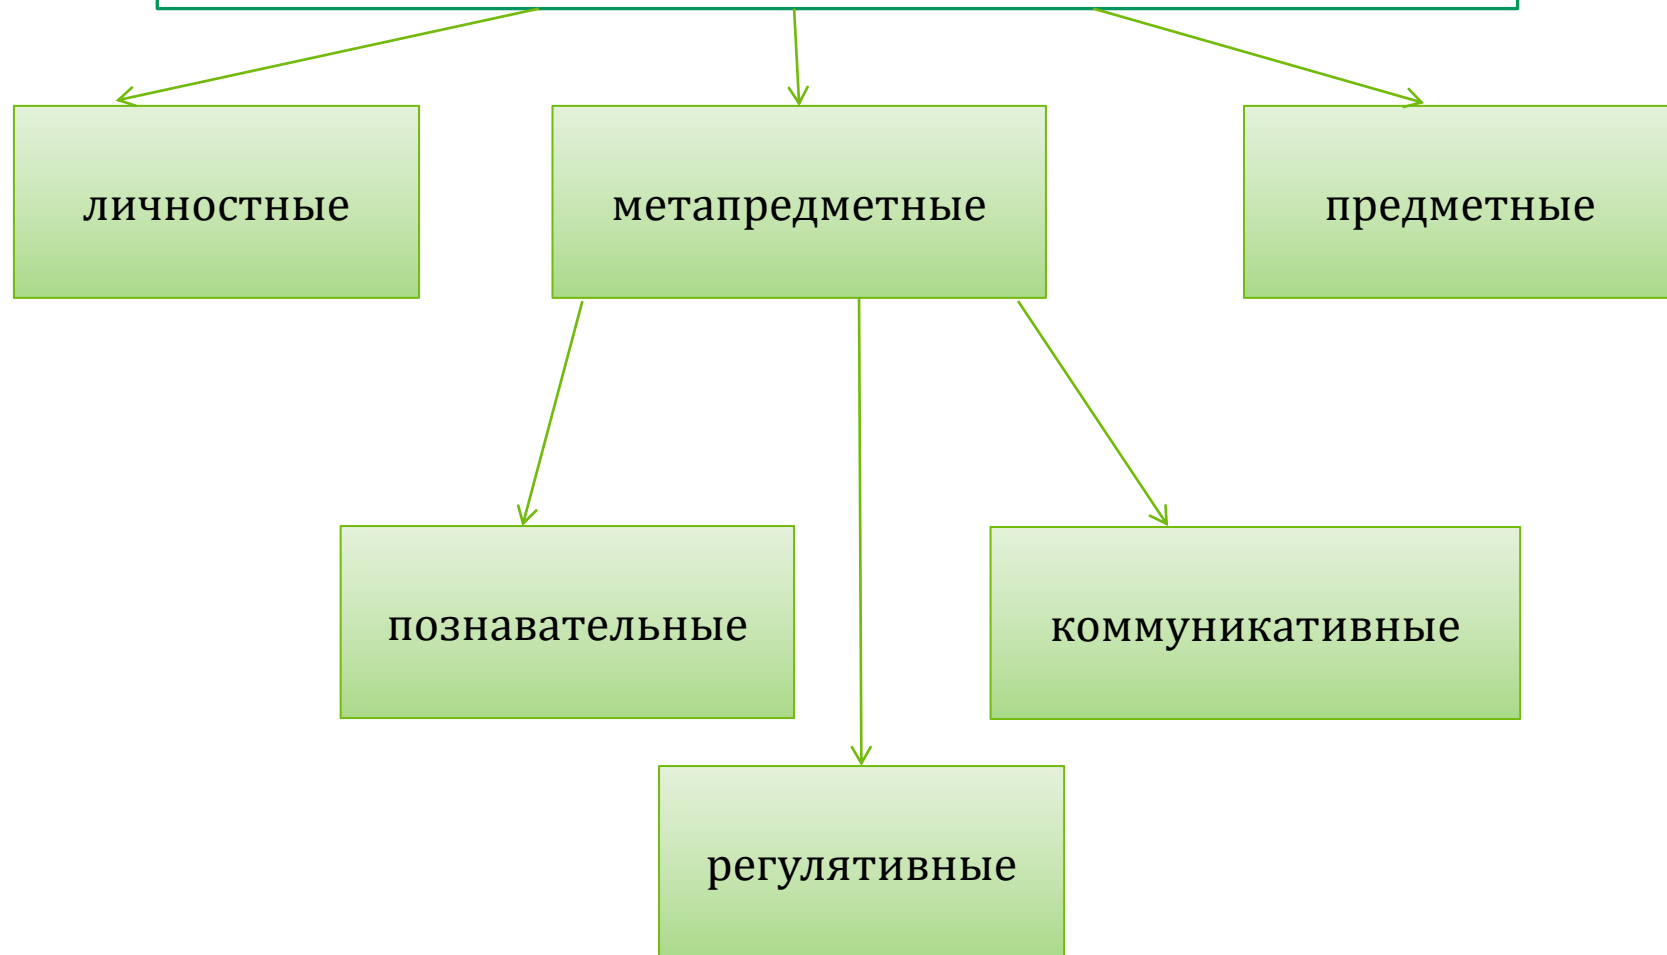 личностные
метапредметные
предметные
познавательные
коммуникативные
регулятивные